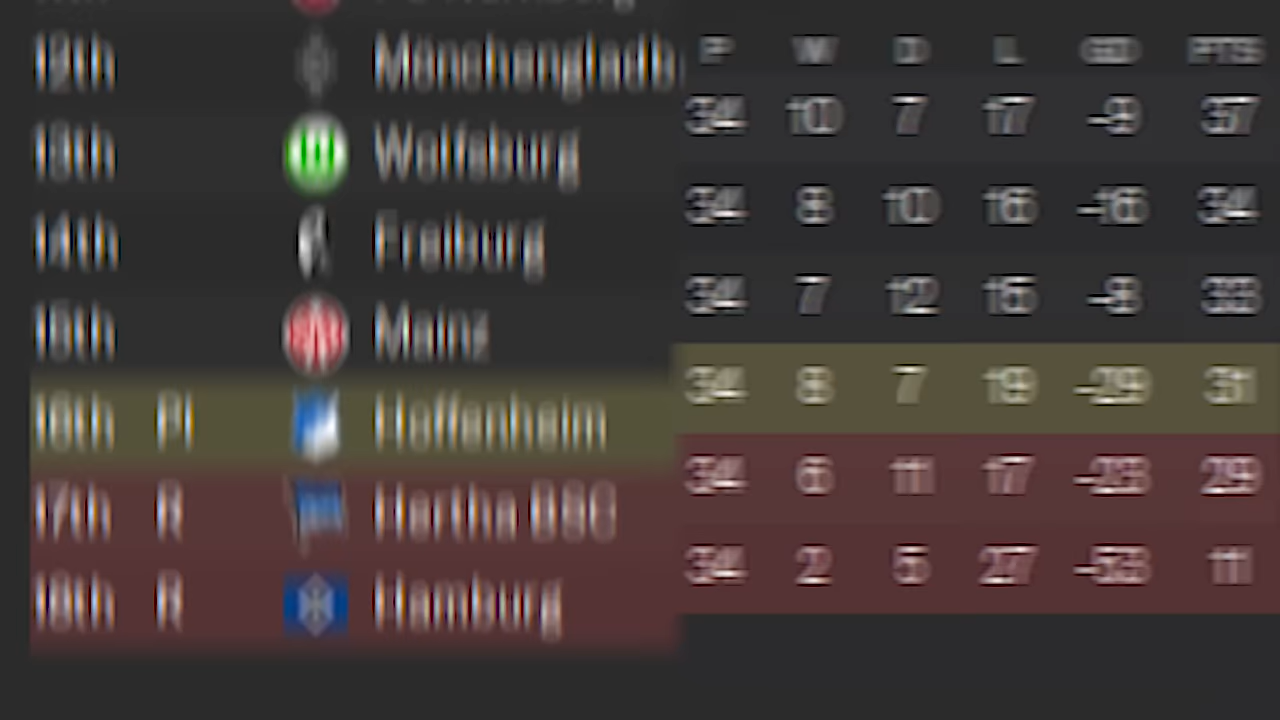 12th Mönchengladb P W D L GD PTS
13th Wolfsburg 34 10 7 17 -9 37
14th Freiburg 34 8 10 16 -16 34
15th Mainz 34 7 12 15 -8 33
16th Pl Hoffenheim 34 8 7 19 -29 31
17th R Hertha BSC 34 6 11 17 -23 29
18th R Hamburg 34 2 5 27 -53 11